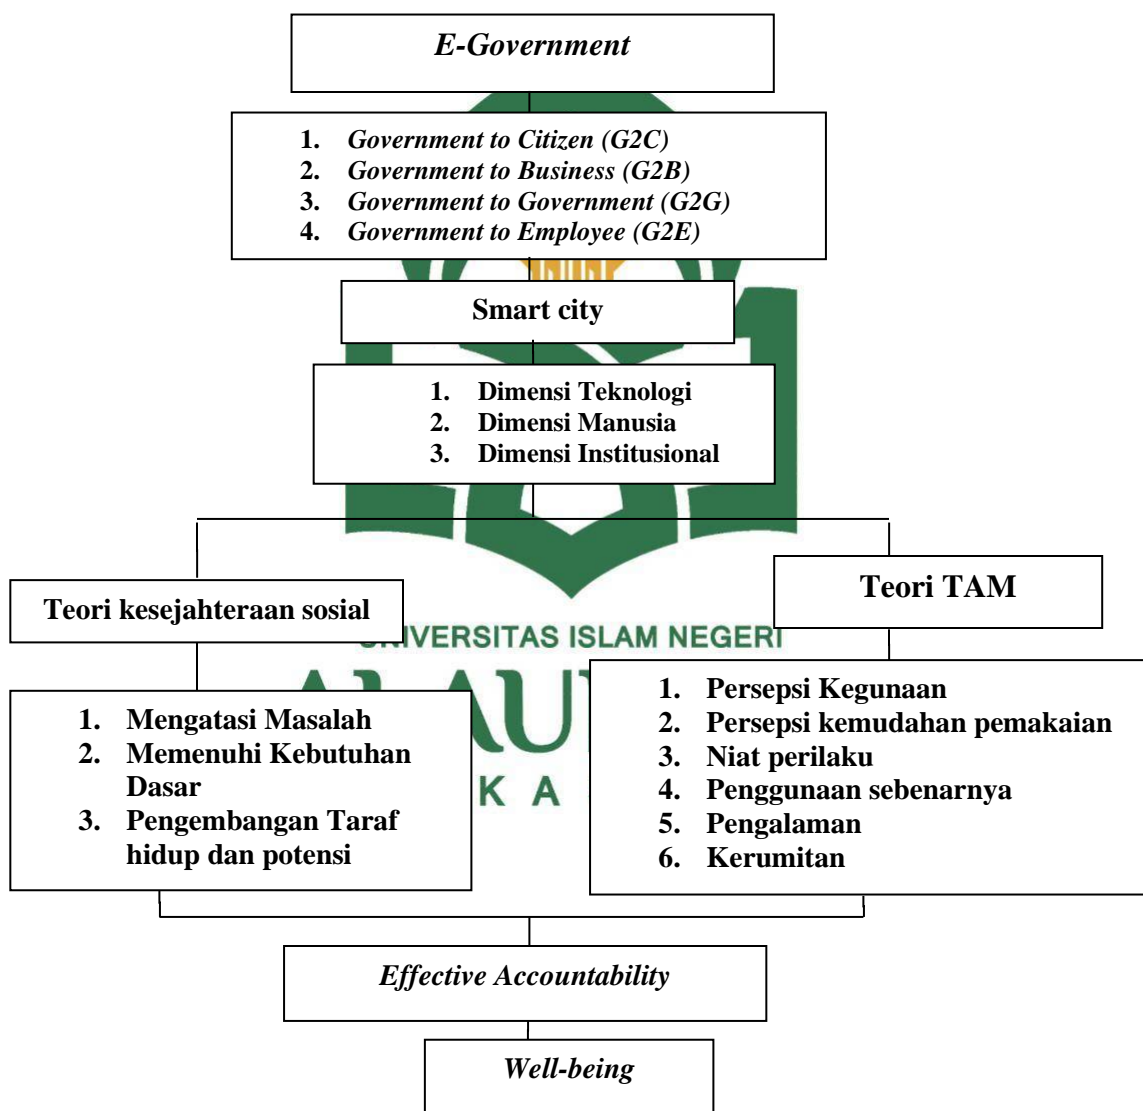 E-Government
1. Government to Citizen (G2C)
2. Government to Business (G2B)
3. Government to Government (G2G)
4. Government to Employee (G2E)
Smart city
1. Dimensi Teknologi
2. Dimensi Manusia
3. Dimensi Institusional
Teori kesejahteraan sosial
Teori TAM
UNIVERSITAS ISLAM NEGERI
1. Mengatasi Masalah
2. Memenuhi Kebutuhan
Dasar
3. Pengembangan Taraf
hidup dan potensi
1. Persepsi Kegunaan
2. Persepsi kemudahan pemakaian
3. Niat perilaku
4. Penggunaan sebenarnya
5. Pengalaman
6. Kerumitan
Effective Accountability
Well-being